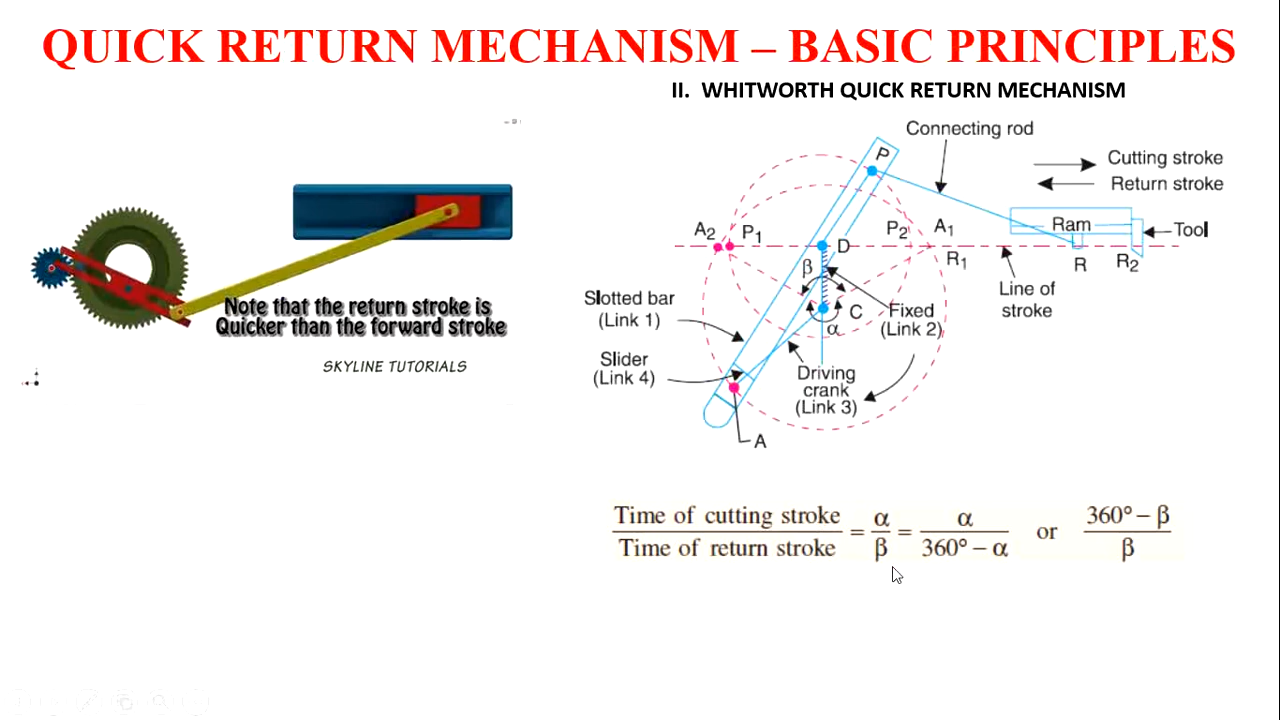 QUICK RETURN MECHANISM – BASIC PRINCIPLES
II. WHITWORTH QUICK RETURN MECHANISM
Note that the return stroke is
Quicker than the forward stroke
SKYLINE TUTORIALS
Connecting rod
P
Cutting stroke
Return stroke
A₂
P₁
D
P₂
A₁
R₁
Ram
Tool
R
R₂
β
Line of
stroke
Slotted bar
(Link 1)
C
α
Fixed
(Link 2)
Slider
(Link 4)
Driving
crank
(Link 3)
A
Time of cutting stroke / Time of return stroke = α / β = α / 360° – α or 360° – β / β